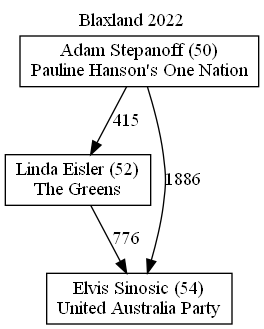 Blaxland 2022
Adam Stepanoff (50)
Pauline Hanson's One Nation
415
Linda Eisler (52)
The Greens
1886
776
Elvis Sinosic (54)
United Australia Party